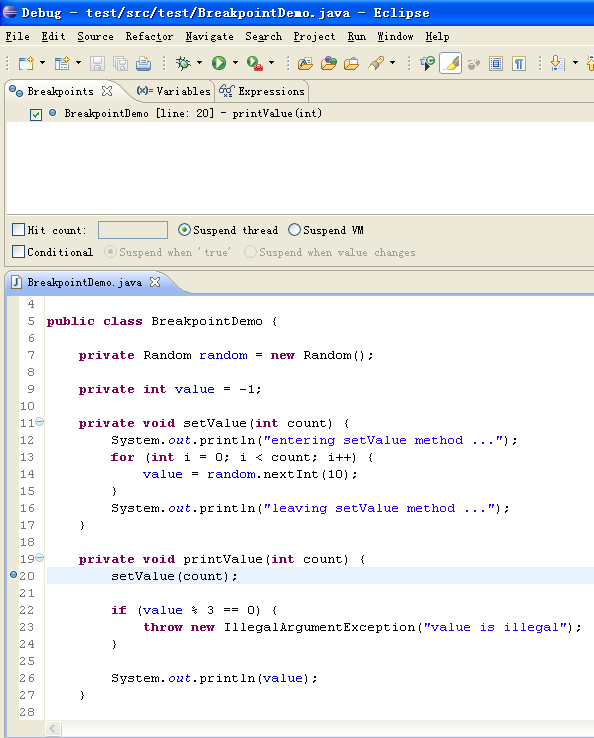 Debug - test/src/test/BreakpointDemo.java - Eclipse
File Edit Source Refactor Navigate Search Project Run Window Help
Breakpoints (x)= Variables Expressions
BreakpointDemo [line: 20] - printValue(int)
Hit count: Suspend thread Suspend VM
Conditional Suspend when 'true' Suspend when value changes
BreakpointDemo.java
4
5 public class BreakpointDemo {
6
7 private Random random = new Random();
8
9 private int value = -1;
10
11 private void setValue(int count) {
12 System.out.println("entering setValue method ...");
13 for (int i = 0; i < count; i++) {
14 value = random.nextInt(10);
15 }
16 System.out.println("leaving setValue method ...");
17 }
18
19 private void printValue(int count) {
20 setValue(count);
21
22 if (value % 3 == 0) {
23 throw new IllegalArgumentException("value is illegal");
24 }
25
26 System.out.println(value);
27 }
28